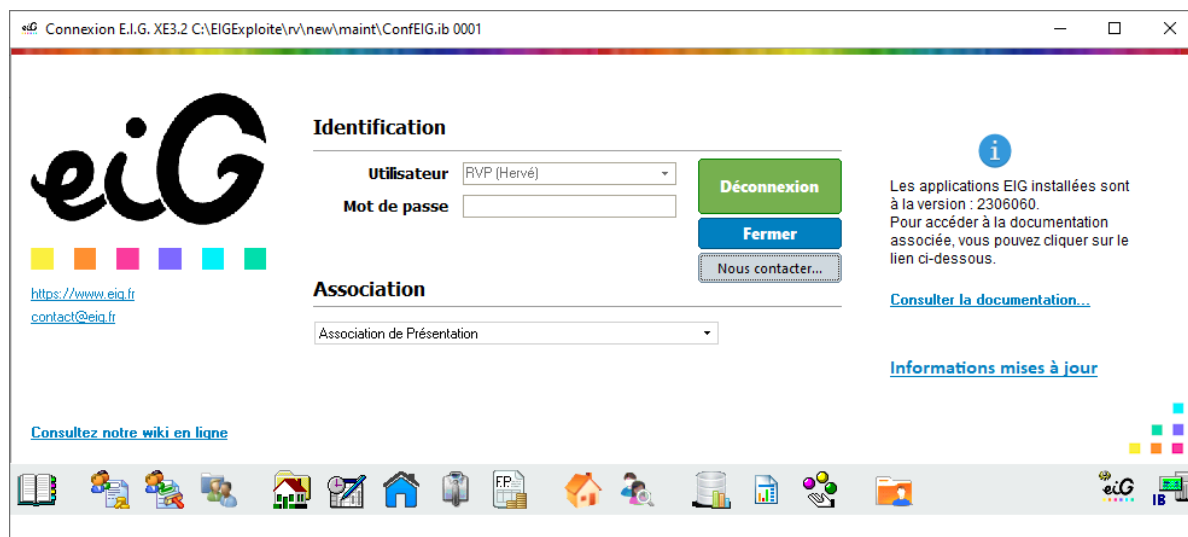 Connexion E.I.G. XE3.2 C:\EIGExploite\rv\new\maint\ConfEIG.ib 0001
eiG
https://www.eig.fr
contact@eig.fr
Consultez notre wiki en ligne
Identification
Utilisateur RVP (Hervé)
Mot de passe
Déconnexion
Fermer
Nous contacter...
Association
Association de Présentation
Les applications EIG installées sont
à la version : 2306060.
Pour accéder à la documentation
associée, vous pouvez cliquer sur le
lien ci-dessous.
Consulter la documentation...
Informations mises à jour
F.P.
eiG
IB